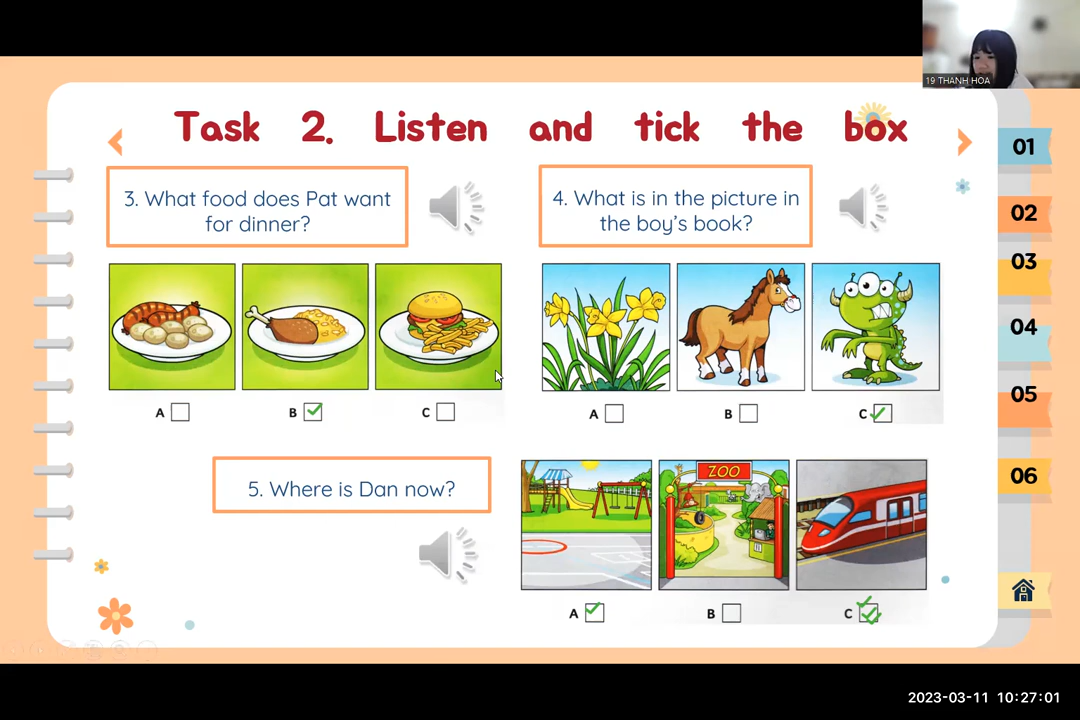 19 THANH HOA
Task 2. Listen and tick the box
01
3. What food does Pat want
for dinner?
4. What is in the picture in
the boy's book?
02
03
04
A
B
C
A
B
C
05
5. Where is Dan now?
ZOO
06
A
B
C
2023-03-11 10:27:01